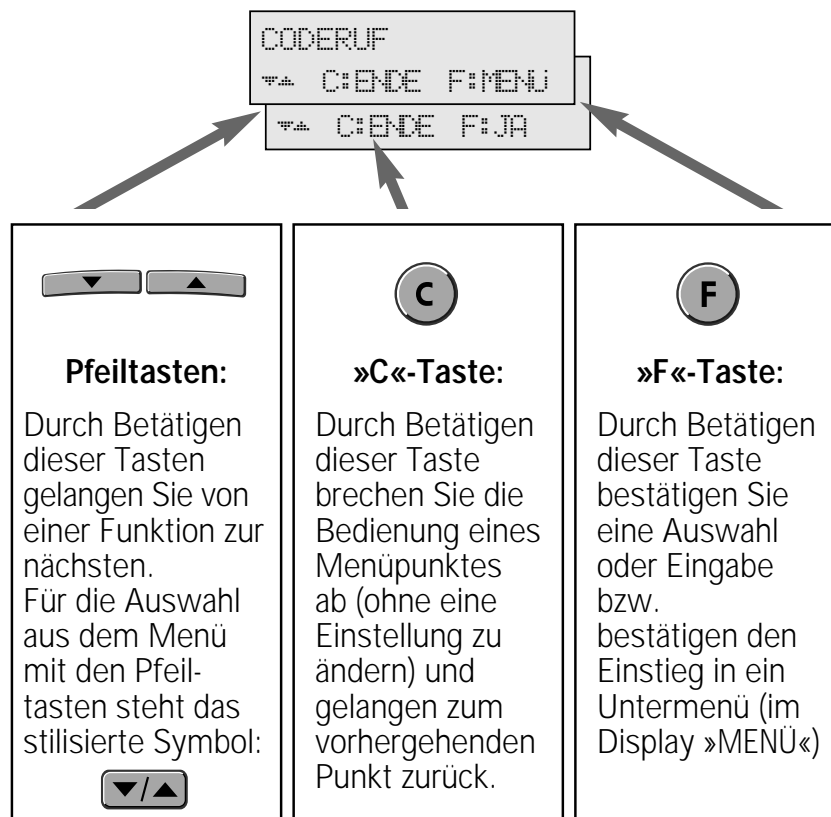 CODERUF
▼▲ C:ENDE F:MENÜ
▼▲ C:ENDE F:JA
▼ ▲
Pfeiltasten:
Durch Betätigen
dieser Tasten
gelangen Sie von
einer Funktion zur
nächsten.
Für die Auswahl
aus dem Menü
mit den Pfeil-
tasten steht das
stilisierte Symbol:
▼/▲
C
»C«-Taste:
Durch Betätigen
dieser Taste
brechen Sie die
Bedienung eines
Menüpunktes
ab (ohne eine
Einstellung zu
ändern) und
gelangen zum
vorhergehenden
Punkt zurück.
F
»F«-Taste:
Durch Betätigen
dieser Taste
bestätigen Sie
eine Auswahl
oder Eingabe
bzw.
bestätigen den
Einstieg in ein
Untermenü (im
Display »MENÜ«)